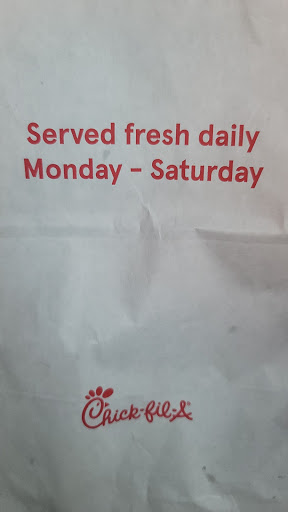 Served fresh daily
Monday - Saturday
Chick-fil-A